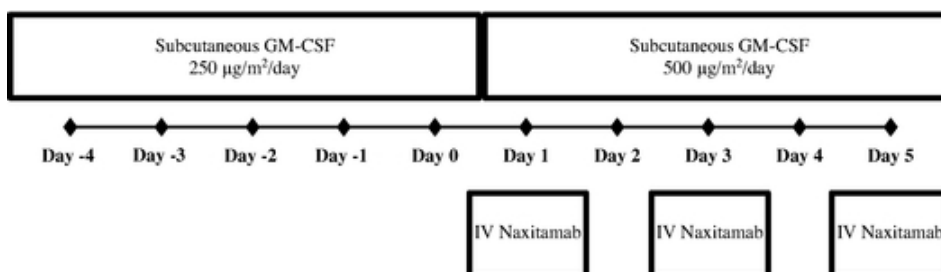 Subcutaneous GM-CSF
250 µg/m²/day
Subcutaneous GM-CSF
500 µg/m²/day
Day -4 Day -3 Day -2 Day -1 Day 0 Day 1 Day 2 Day 3 Day 4 Day 5
IV Naxitamab IV Naxitamab IV Naxitamab